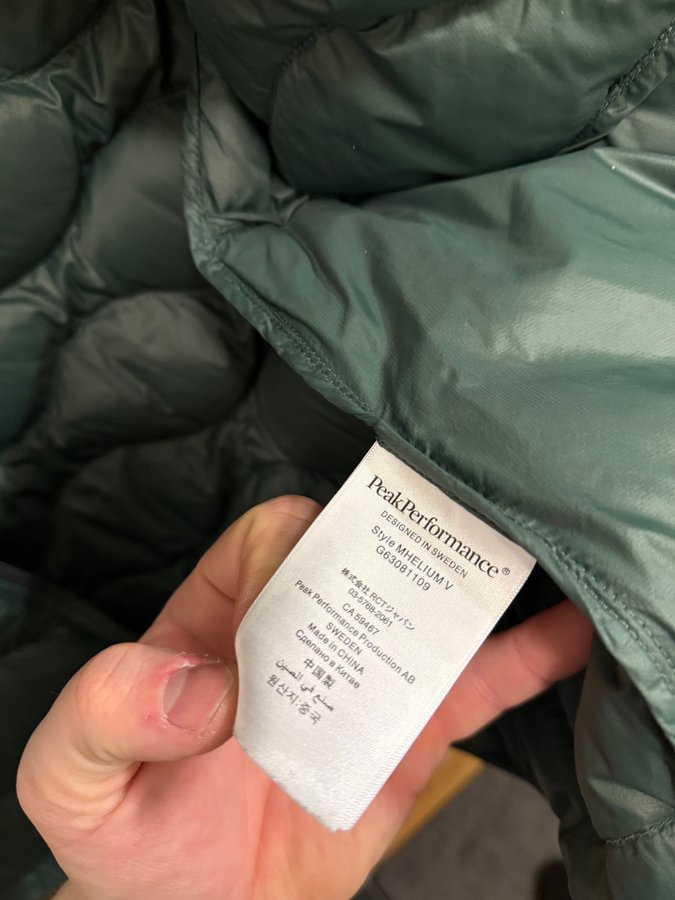 PeakPerformance®
DESIGNED IN SWEDEN
Style MHELIUM V
G63081109
株式会社 RCTジャパン
03-5768-2061
CA 59467
Peak Performance Production AB
SWEDEN
Made in CHINA
Сделано в Китае
中国製
صنع في الصين
원산지:중국